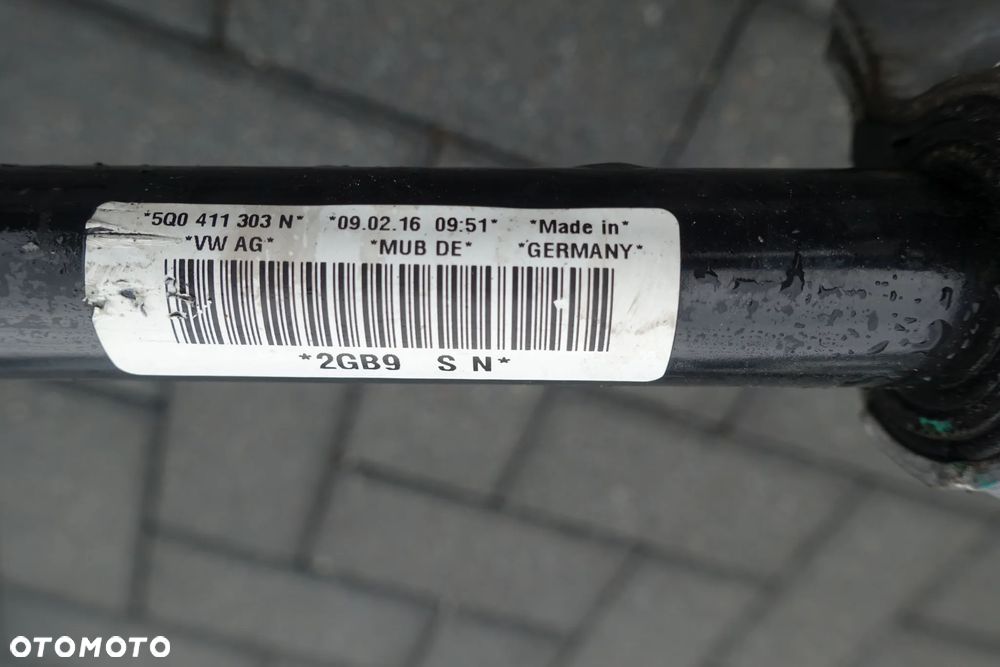 *5Q0 411 303 N* *09.02.16 09:51* *Made in*
*VW AG* *MUB DE* *GERMANY*
*2GB9 S N*
OTOMOTO